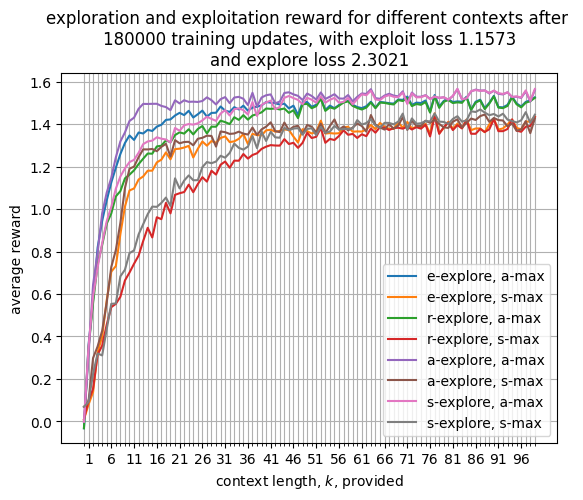 exploration and exploitation reward for different contexts after
180000 training updates, with exploit loss 1.1573
and explore loss 2.3021
1.6
1.4
1.2
1.0
0.8
0.6
0.4
0.2
0.0
average reward
e-explore, a-max
e-explore, s-max
r-explore, a-max
r-explore, s-max
a-explore, a-max
a-explore, s-max
s-explore, a-max
s-explore, s-max
1 6 11 16 21 26 31 36 41 46 51 56 61 66 71 76 81 86 91 96
context length, k, provided